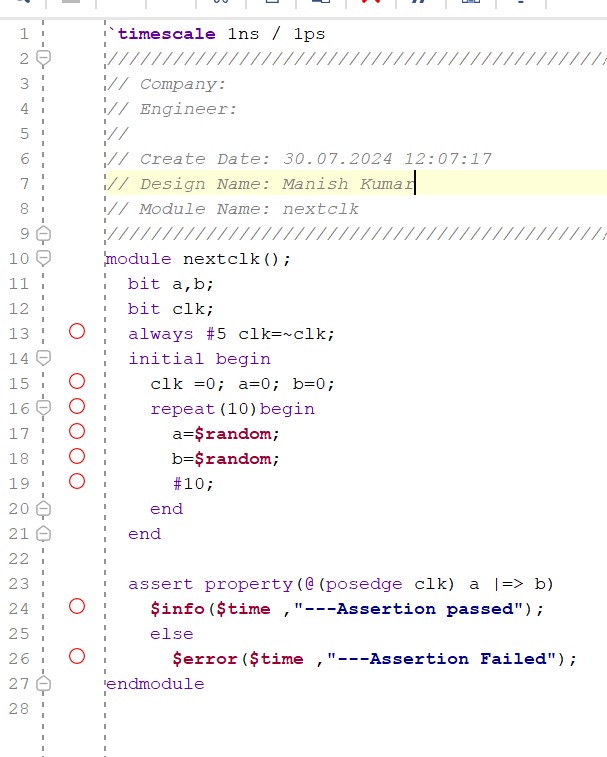 1 `timescale 1ns / 1ps
2 //////////////////////////////////////////////
3 // Company:
4 // Engineer:
5 //
6 // Create Date: 30.07.2024 12:07:17
7 // Design Name: Manish Kumar
8 // Module Name: nextclk
9 //////////////////////////////////////////////
10 module nextclk();
11 bit a,b;
12 bit clk;
13 always #5 clk=~clk;
14 initial begin
15 clk =0; a=0; b=0;
16 repeat(10)begin
17 a=$random;
18 b=$random;
19 #10;
20 end
21 end
22
23 assert property(@(posedge clk) a |=> b)
24 $info($time ,"---Assertion passed");
25 else
26 $error($time ,"---Assertion Failed");
27 endmodule
28